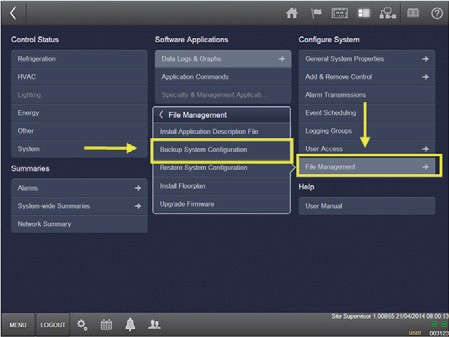 Control Status
Refrigeration
HVAC
Lighting
Energy
Other
System
Summaries
Alarms
System-wide Summaries
Network Summary
Software Applications
Data Logs & Graphs
Application Commands
Specialty & Management Applicati...
File Management
Install Application Description File
Backup System Configuration
Restore System Configuration
Install Floorplan
Upgrade Firmware
Configure System
General System Properties
Add & Remove Control
Alarm Transmissions
Event Scheduling
Logging Groups
User Access
File Management
Help
User Manual
MENU
LOGOUT
Site Supervisor 1.00855 21/04/2014 08:00:13
user 003123